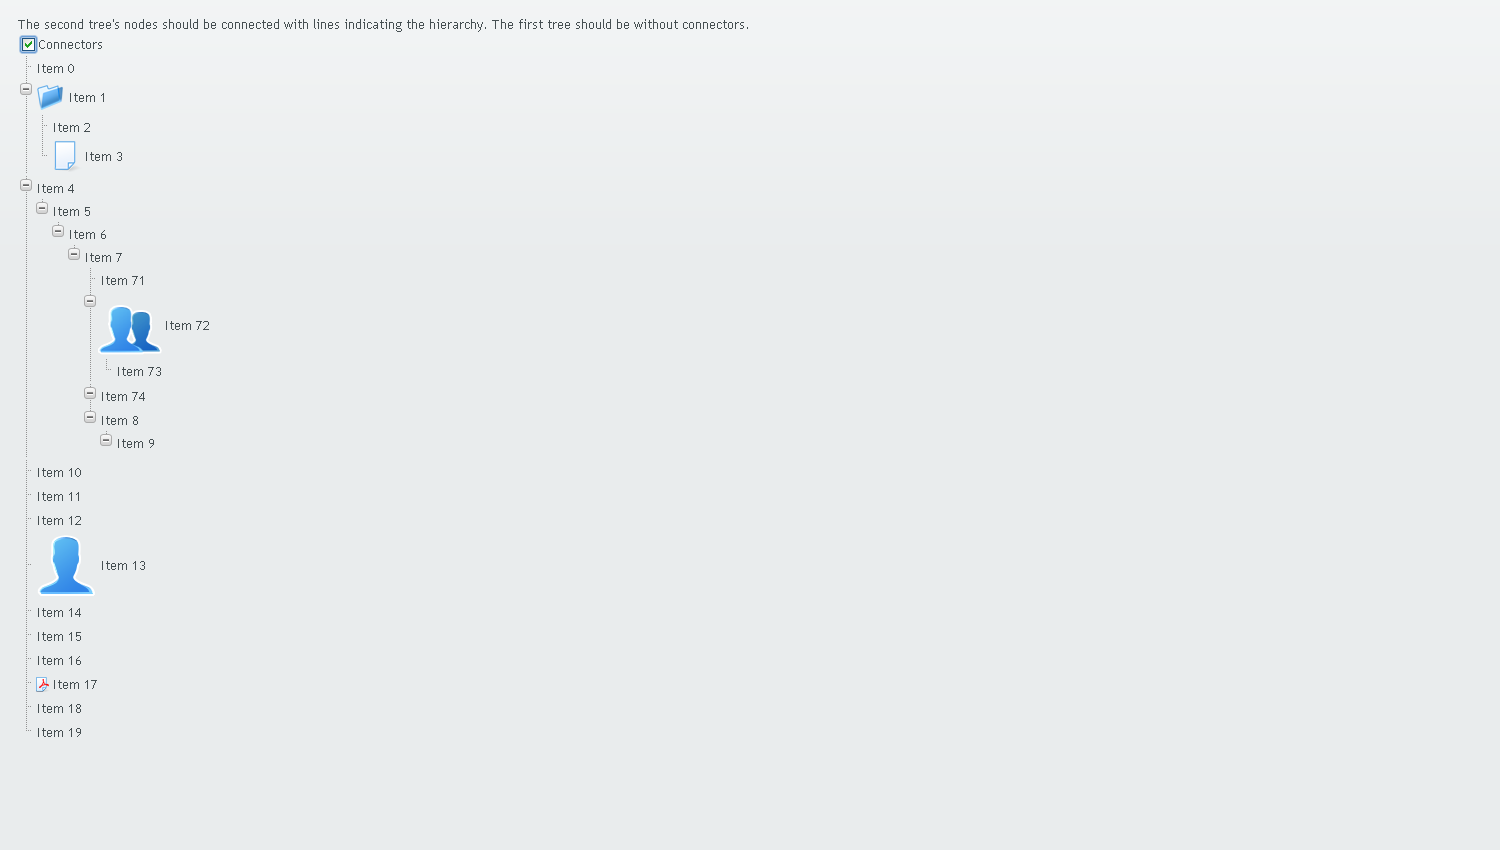 The second tree's nodes should be connected with lines indicating the hierarchy. The first tree should be without connectors.
Connectors
Item 0
Item 1
Item 2
Item 3
Item 4
Item 5
Item 6
Item 7
Item 71
Item 72
Item 73
Item 74
Item 8
Item 9
Item 10
Item 11
Item 12
Item 13
Item 14
Item 15
Item 16
Item 17
Item 18
Item 19